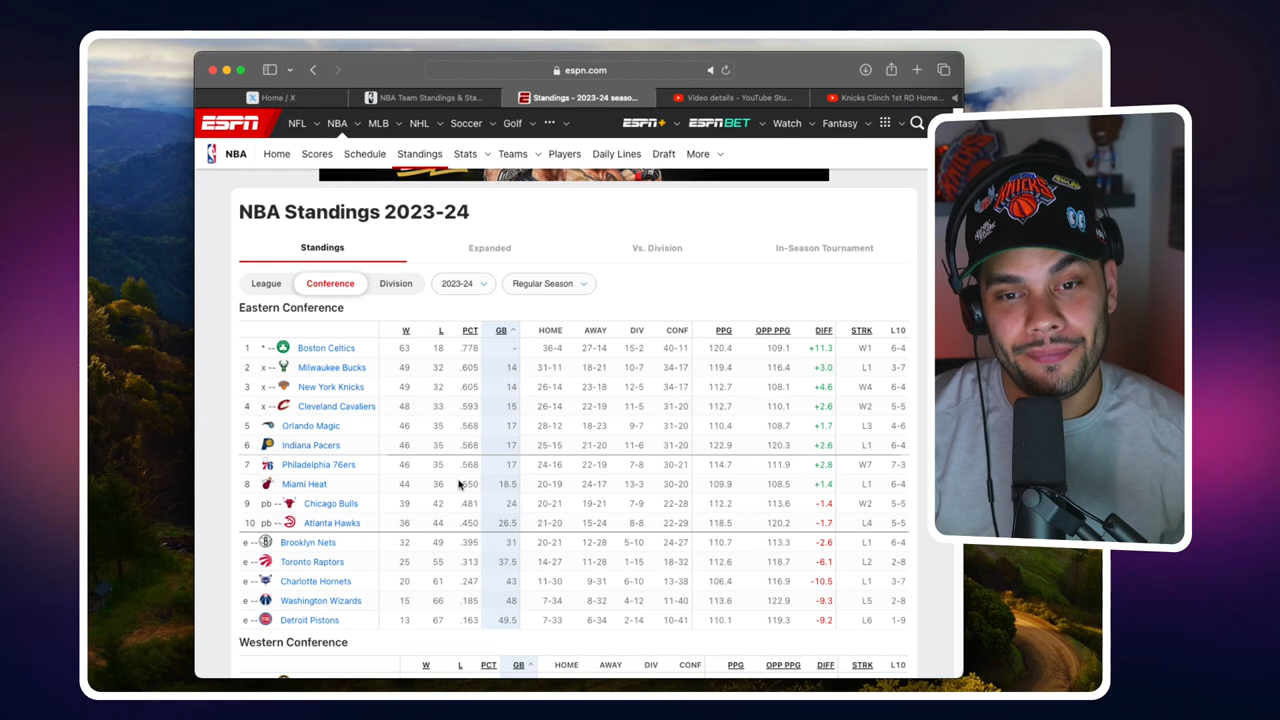 espn.com
Home / X
NBA Team Standings & Sta...
Standings - 2023-24 seaso...
Video details - YouTube Stu...
Knicks Clinch 1st RD Home...
ESPN NFL NBA MLB NHL Soccer Golf ••• ESPN+ ESPNBET Watch Fantasy
NBA Home Scores Schedule Standings Stats Teams Players Daily Lines Draft More
NBA Standings 2023-24
Standings Expanded Vs. Division In-Season Tournament
League Conference Division 2023-24 Regular Season
Eastern Conference
W L PCT GB HOME AWAY DIV CONF PPG OPP PPG DIFF STRK L10
1 * -- Boston Celtics 63 18 .778 - 36-4 27-14 15-2 40-11 120.4 109.1 +11.3 W1 6-4
2 x -- Milwaukee Bucks 49 32 .605 14 31-11 18-21 10-7 34-17 119.4 116.4 +3.0 L1 3-7
3 x -- New York Knicks 49 32 .605 14 26-14 23-18 12-5 34-17 112.7 108.1 +4.6 W4 6-4
4 x -- Cleveland Cavaliers 48 33 .593 15 26-14 22-19 11-5 31-20 112.7 110.1 +2.6 W2 5-5
5 Orlando Magic 46 35 .568 17 28-12 18-23 9-7 31-20 110.4 108.7 +1.7 L3 4-6
6 Indiana Pacers 46 35 .568 17 25-15 21-20 11-6 31-20 122.9 120.3 +2.6 L1 6-4
7 76 Philadelphia 76ers 46 35 .568 17 24-16 22-19 7-8 30-21 114.7 111.9 +2.8 W7 7-3
8 Miami Heat 44 36 .550 18.5 20-19 24-17 13-3 30-20 109.9 108.5 +1.4 L1 6-4
9 pb -- Chicago Bulls 39 42 .481 24 20-21 19-21 7-9 22-28 112.2 113.6 -1.4 W2 5-5
10 pb -- Atlanta Hawks 36 44 .450 26.5 21-20 15-24 8-8 22-29 118.5 120.2 -1.7 L4 5-5
e -- Brooklyn Nets 32 49 .395 31 20-21 12-28 5-10 24-27 110.7 113.3 -2.6 L1 6-4
e -- Toronto Raptors 25 55 .313 37.5 14-27 11-28 1-15 18-32 112.6 118.7 -6.1 L2 2-8
e -- Charlotte Hornets 20 61 .247 43 11-30 9-31 6-10 13-38 106.4 116.9 -10.5 L1 3-7
e -- Washington Wizards 15 66 .185 48 7-34 8-32 4-12 11-40 113.6 122.9 -9.3 L5 2-8
e -- Detroit Pistons 13 67 .163 49.5 7-33 6-34 2-14 10-41 110.1 119.3 -9.2 L6 1-9
Western Conference
W L PCT GB HOME AWAY DIV CONF PPG OPP PPG DIFF STRK L10
KNICKS